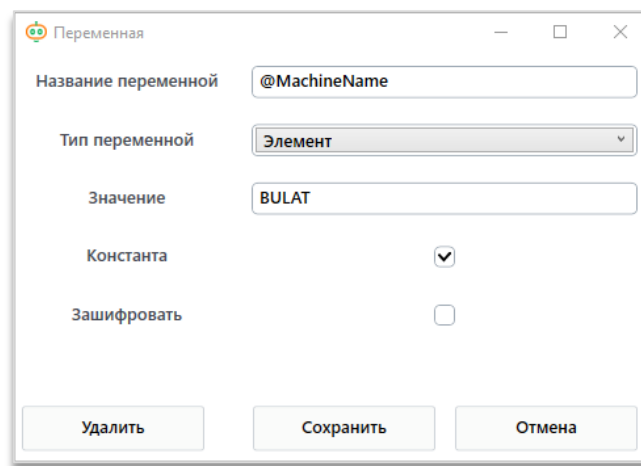 Переменная
Название переменной @MachineName
Тип переменной Элемент
Значение BULAT
Константа
Зашифровать
Удалить Сохранить Отмена